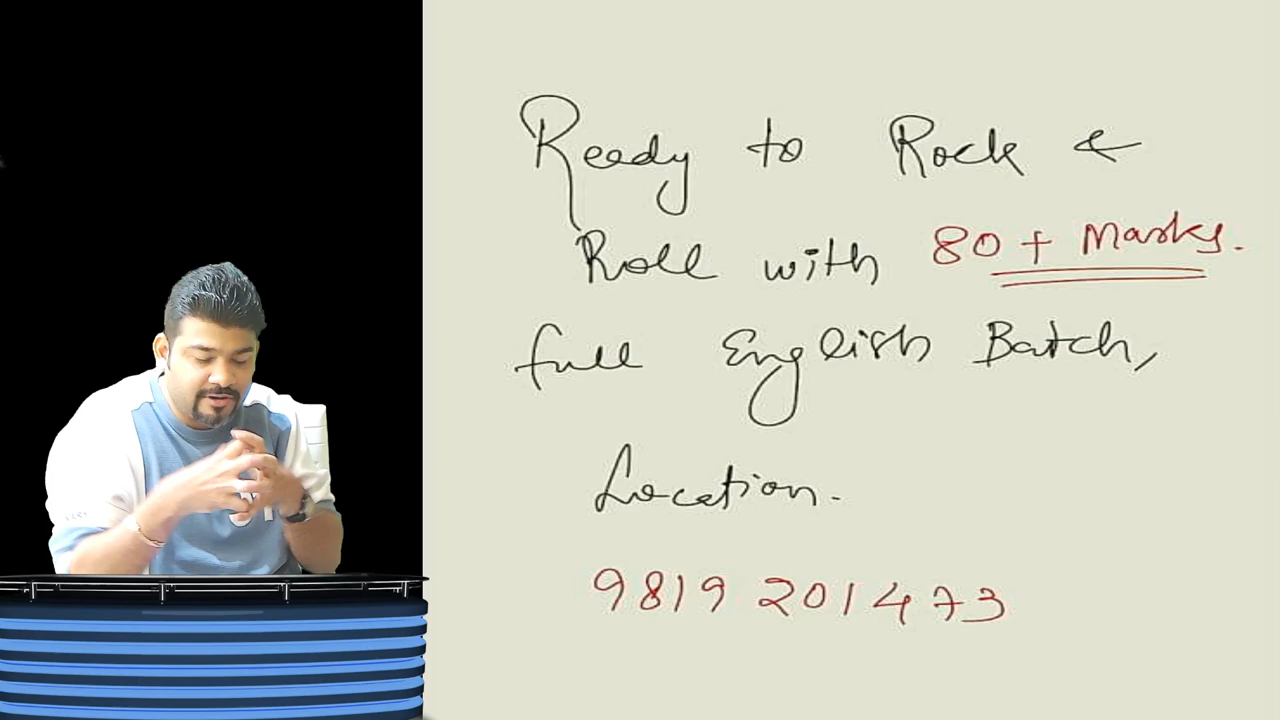 Ready to Rock &
Roll with 80 + Marks.
full English Batch,
Location.
9819 201473